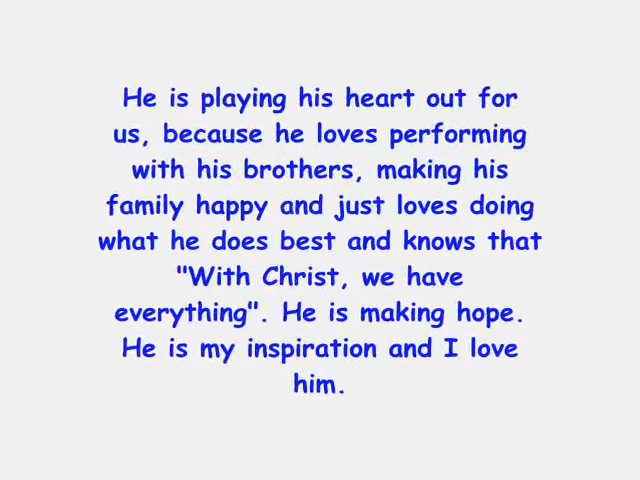 He is playing his heart out for
us, because he loves performing
with his brothers, making his
family happy and just loves doing
what he does best and knows that
"With Christ, we have
everything". He is making hope.
He is my inspiration and I love
him.